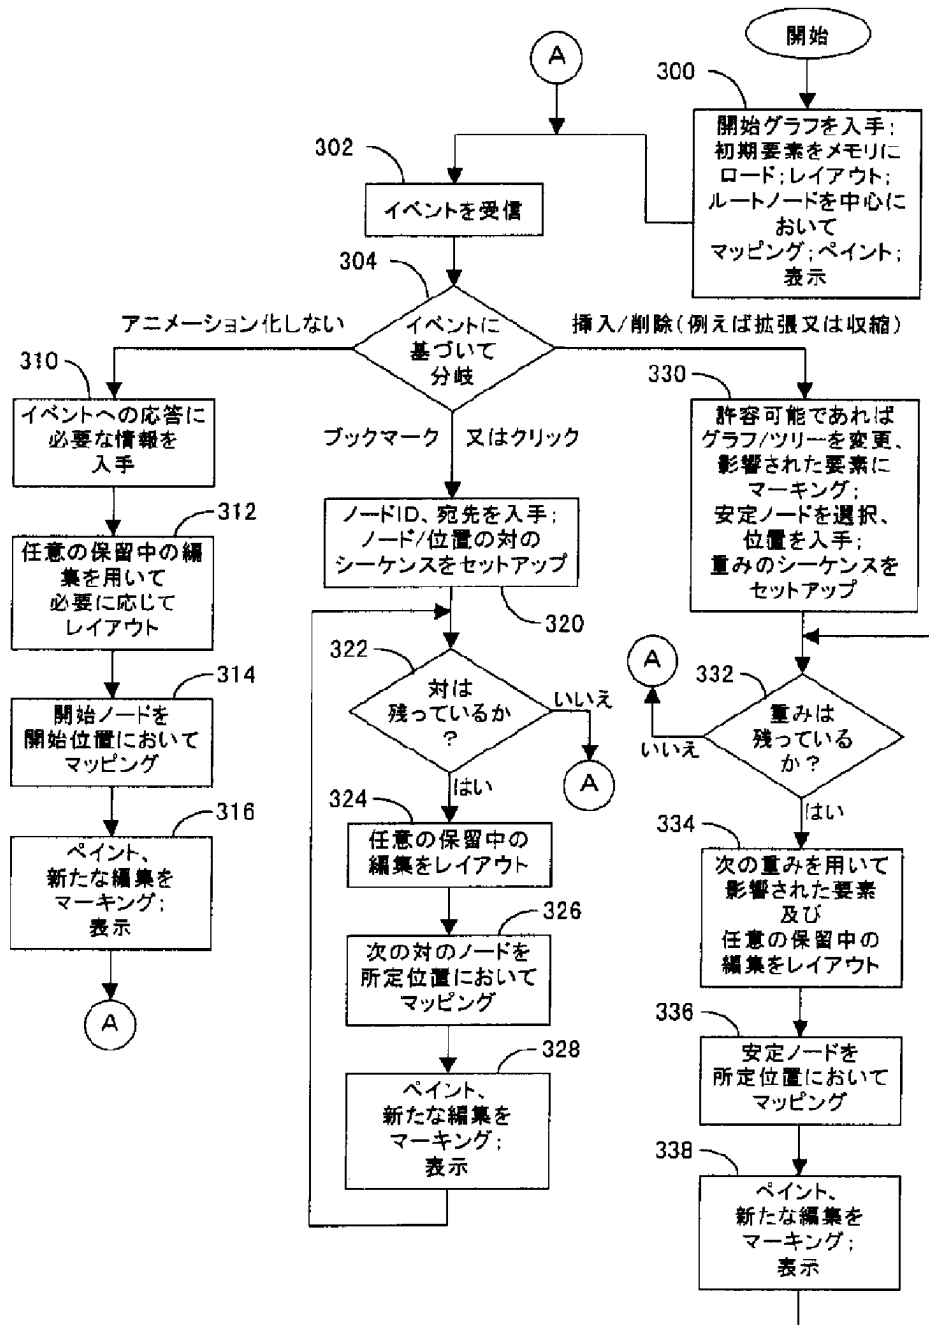 開始
A
300
開始グラフを入手;
初期要素をメモリに
ロード;レイアウト;
ルートノードを中心に
おいて
マッピング;ペイント;
表示
302
イベントを受信
304
イベントに
基づいて
分岐
アニメーション化しない
挿入/削除(例えば拡張又は収縮)
ブックマーク 又はクリック
310
イベントへの応答に
必要な情報を
入手
312
任意の保留中の編
集を用いて
必要に応じて
レイアウト
314
開始ノードを
開始位置において
マッピング
316
ペイント、
新たな編集を
マーキング;
表示
A
ノードID、宛先を入手;
ノード/位置の対の
シーケンスをセットアップ
320
322
対は
残っているか
?
いいえ
A
はい
324
任意の保留中の
編集をレイアウト
326
次の対のノードを
所定位置において
マッピング
328
ペイント、
新たな編集を
マーキング;
表示
330
許容可能であれば
グラフ/ツリーを変更、
影響された要素に
マーキング;
安定ノードを選択、
位置を入手;
重みのシーケンスを
セットアップ
A
332
重みは
残っている
か?
いいえ
はい
334
次の重みを用いて
影響された要素
及び
任意の保留中の
編集をレイアウト
336
安定ノードを
所定位置において
マッピング
338
ペイント、
新たな編集を
マーキング;
表示